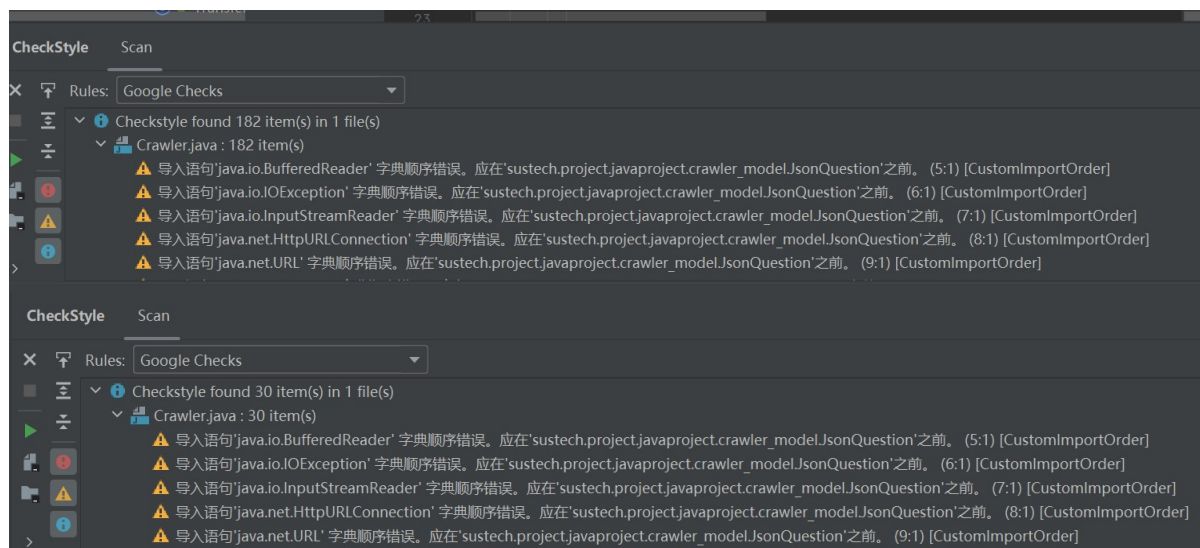 23
CheckStyle Scan
Rules: Google Checks
Checkstyle found 182 item(s) in 1 file(s)
Crawler.java : 182 item(s)
导入语句'java.io.BufferedReader' 字典顺序错误。应在'sustech.project.javaproject.crawler_model.JsonQuestion'之前。 (5:1) [CustomImportOrder]
导入语句'java.io.IOException' 字典顺序错误。应在'sustech.project.javaproject.crawler_model.JsonQuestion'之前。 (6:1) [CustomImportOrder]
导入语句'java.io.InputStreamReader' 字典顺序错误。应在'sustech.project.javaproject.crawler_model.JsonQuestion'之前。 (7:1) [CustomImportOrder]
导入语句'java.net.HttpURLConnection' 字典顺序错误。应在'sustech.project.javaproject.crawler_model.JsonQuestion'之前。 (8:1) [CustomImportOrder]
导入语句'java.net.URL' 字典顺序错误。应在'sustech.project.javaproject.crawler_model.JsonQuestion'之前。 (9:1) [CustomImportOrder]
CheckStyle Scan
Rules: Google Checks
Checkstyle found 30 item(s) in 1 file(s)
Crawler.java : 30 item(s)
导入语句'java.io.BufferedReader' 字典顺序错误。应在'sustech.project.javaproject.crawler_model.JsonQuestion'之前。 (5:1) [CustomImportOrder]
导入语句'java.io.IOException' 字典顺序错误。应在'sustech.project.javaproject.crawler_model.JsonQuestion'之前。 (6:1) [CustomImportOrder]
导入语句'java.io.InputStreamReader' 字典顺序错误。应在'sustech.project.javaproject.crawler_model.JsonQuestion'之前。 (7:1) [CustomImportOrder]
导入语句'java.net.HttpURLConnection' 字典顺序错误。应在'sustech.project.javaproject.crawler_model.JsonQuestion'之前。 (8:1) [CustomImportOrder]
导入语句'java.net.URL' 字典顺序错误。应在'sustech.project.javaproject.crawler_model.JsonQuestion'之前。 (9:1) [CustomImportOrder]